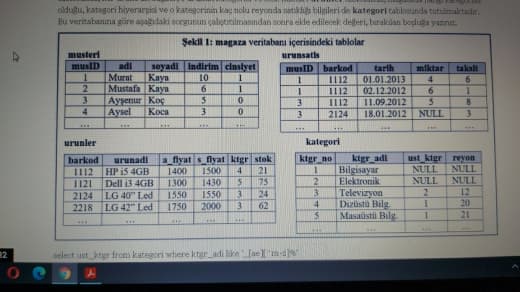 olduğu, kategori hiyerarşisi ve o kategorinin kaç nolu reyonda satıldığı bilgileri de kategori tablosunda tutulmaktadır.
Bu veritabanına göre aşağıdaki sorgunun çalıştırılmasından sonra elde edilecek değeri, bırakılan boşluğa yazınız.
Şekil 1: magaza veritabanı içerisindeki tablolar
musteri
musID adi soyadi indirim cinsiyet
1 Murat Kaya 10 1
2 Mustafa Kaya 6 1
3 Ayşenur Koç 5 0
4 Aysel Koca 3 0
... ... ... ... ...
urunsatis
musID barkod tarih miktar taksit
1 1112 01.01.2013 4 6
1 1112 02.12.2012 6 1
3 1112 11.09.2012 5 8
3 2124 18.01.2012 NULL 3
... ... ... ... ...
urunler
barkod urunadi a_fiyat s_fiyat ktgr stok
1112 HP i5 4GB 1400 1500 4 21
1121 Dell i3 4GB 1300 1430 5 75
2124 LG 40" Led 1550 1550 3 24
2218 LG 42" Led 1750 2000 3 62
... ... ... ... ... ...
kategori
ktgr_no ktgr_adi ust_ktgr reyon
1 Bilgisayar NULL NULL
2 Elektronik NULL NULL
3 Televizyon 2 12
4 Dizüstü Bilg. 1 20
5 Masaüstü Bilg. 1 21
... ... ... ...
select ust_ktgr from kategori where ktgr_adi like '_[ae][^m-s]%'